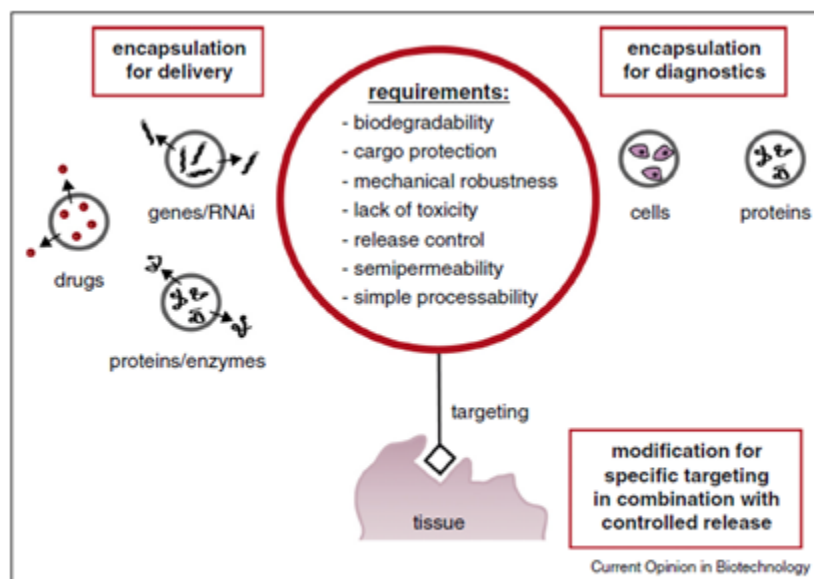 encapsulation
for delivery
encapsulation
for diagnostics
requirements:
- biodegradability
- cargo protection
- mechanical robustness
- lack of toxicity
- release control
- semipermeability
- simple processability
genes/RNAi
drugs
proteins/enzymes
cells
proteins
targeting
tissue
modification for
specific targeting
in combination with
controlled release
Current Opinion in Biotechnology